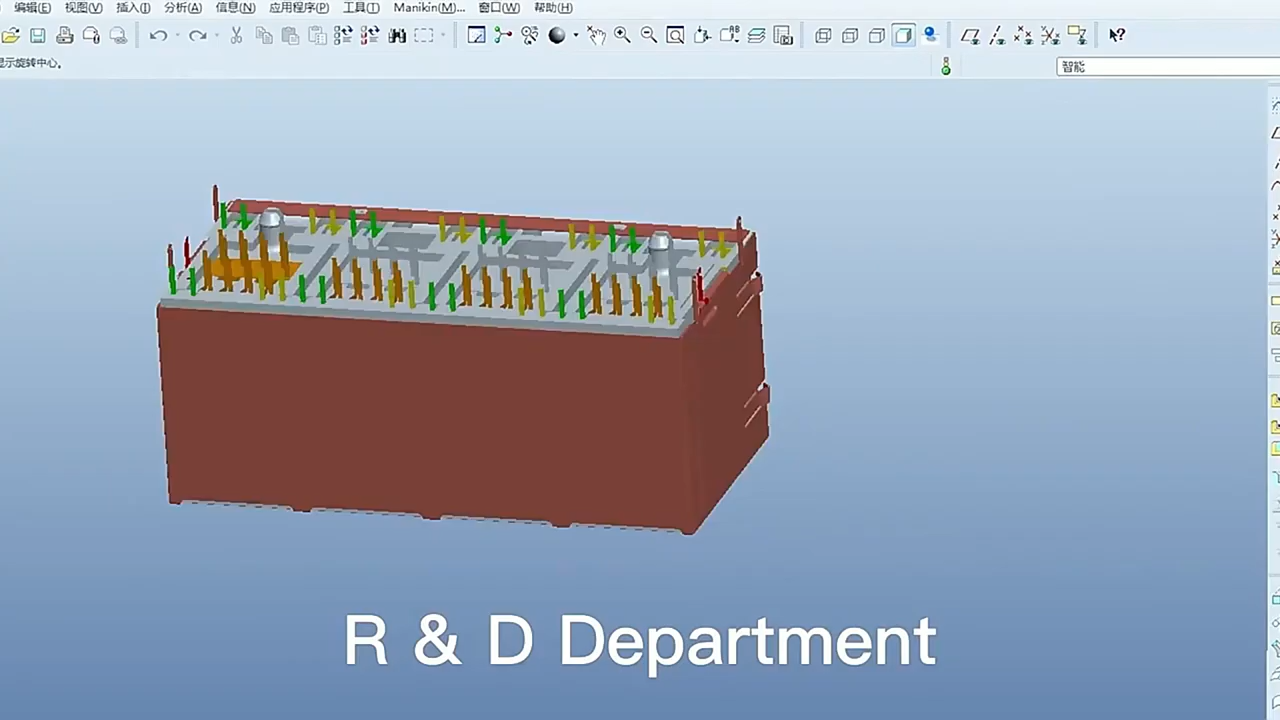 编辑(E) 视图(V) 插入(I) 分析(A) 信息(N) 应用程序(P) 工具(T) Manikin(M)... 窗口(W) 帮助(H)
显示旋转中心。
智能
R & D Department